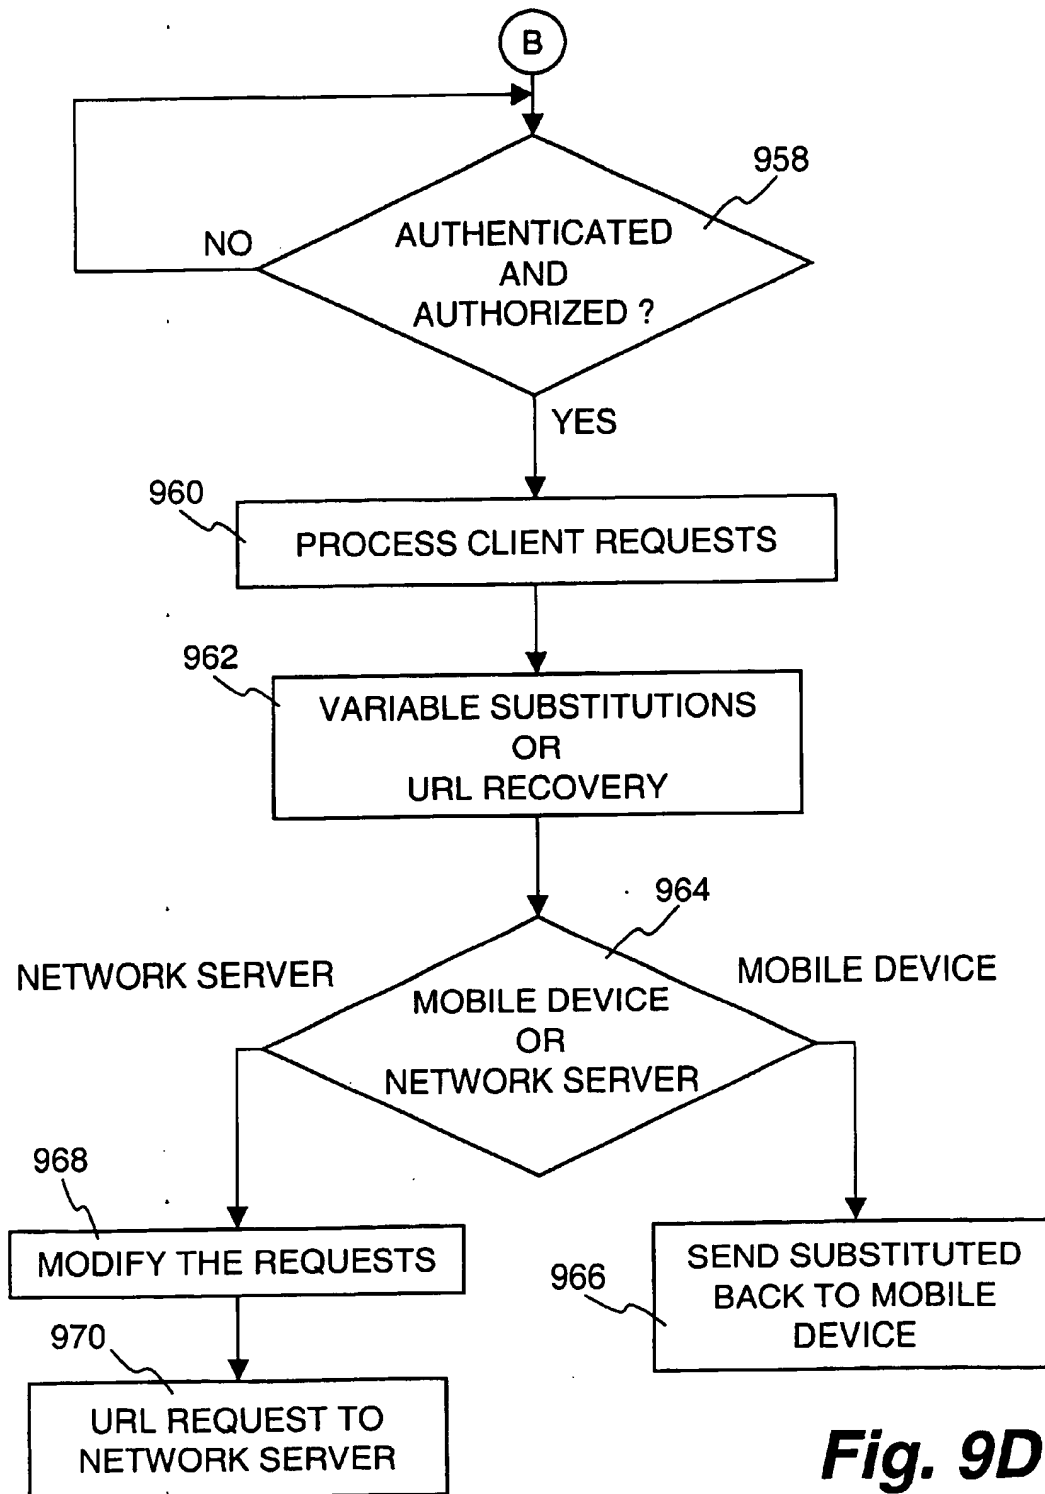 B
958
NO
AUTHENTICATED
AND
AUTHORIZED ?
YES
960
PROCESS CLIENT REQUESTS
962
VARIABLE SUBSTITUTIONS
OR
URL RECOVERY
964
NETWORK SERVER
MOBILE DEVICE
MOBILE DEVICE
OR
NETWORK SERVER
968
MODIFY THE REQUESTS
966
SEND SUBSTITUTED
BACK TO MOBILE
DEVICE
970
URL REQUEST TO
NETWORK SERVER
Fig. 9D